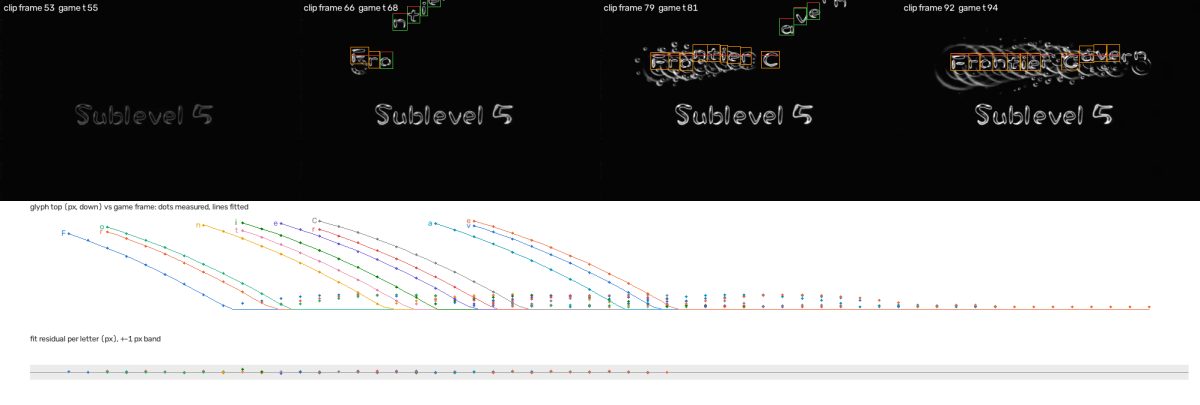 clip frame 53 game t 55
clip frame 66 game t 68
clip frame 79 game t 81
clip frame 92 game t 94
n t i e
F r o
a v e r n
Frontier C
Frontier Cavern
Sublevel 5
Sublevel 5
Sublevel 5
Sublevel 5
glyph top (px, down) vs game frame: dots measured, lines fitted
F o r n i t e C r a e v
fit residual per letter (px), +-1 px band